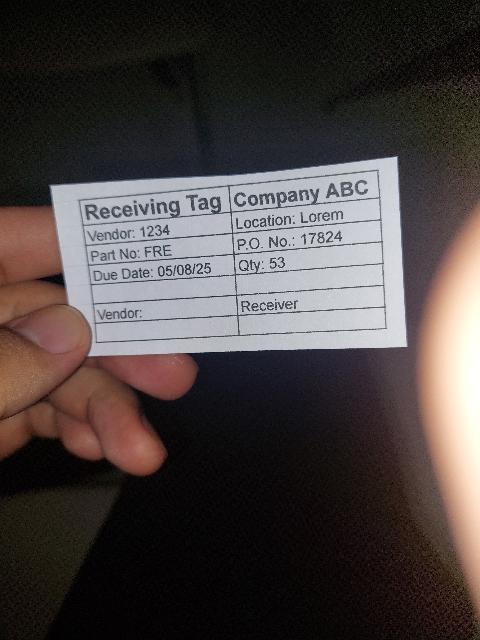 Receiving Tag Company ABC
Vendor: 1234 Location: Lorem
Part No: FRE P.O. No.: 17824
Due Date: 05/08/25 Qty: 53
Vendor: Receiver